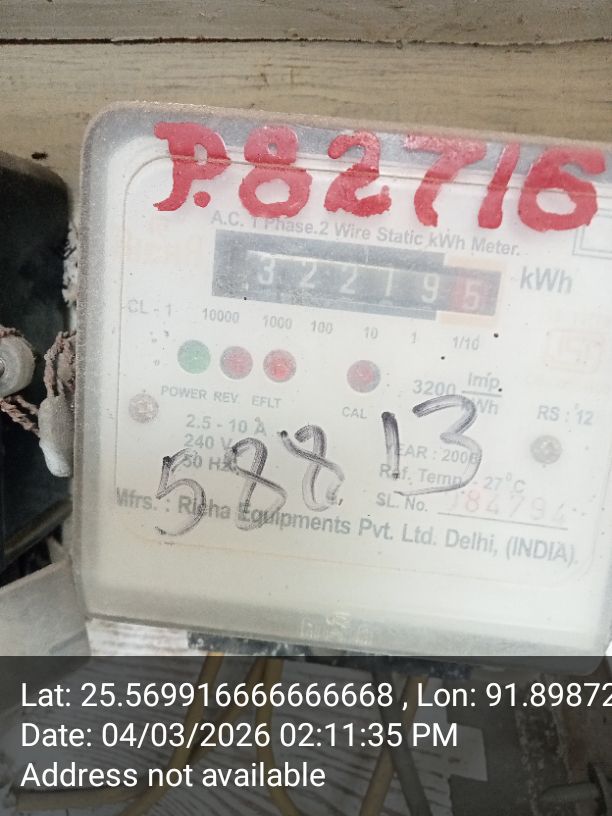 P.82716
A.C. 1 Phase.2 Wire Static kWh Meter.
322195 kWh
CL - 1 10000 1000 100 10 1 1/10
POWER REV. EFLT CAL
3200 Imp. / kWh
RS : '12
2.5 - 10 A
240 V
50 Hz
58813
YEAR : 2006
Ref. Temp. - 27°C
SL. No. 984794
Mfrs. : Equipments Pvt. Ltd. Delhi, (INDIA).
Lat: 25.569916666666668 , Lon: 91.89872
Date: 04/03/2026 02:11:35 PM
Address not available